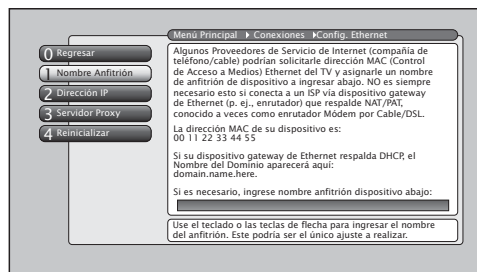 Menú Principal Conexiones Config. Ethernet
0 Regresar
1 Nombre Anfitrión
2 Dirección IP
3 Servidor Proxy
4 Reinicializar
Algunos Proveedores de Servicio de Internet (compañía de
teléfono/cable) podrían solicitarle dirección MAC (Control
de Acceso a Medios) Ethernet del TV y asignarle un nombre
de anfitrión de dispositivo a ingresar abajo. NO es siempre
necesario esto si conecta a un ISP vía dispositivo gateway
de Ethernet (p. ej., enrutador) que respalde NAT/PAT,
conocido a veces como enrutador Módem por Cable/DSL.
La dirección MAC de su dispositivo es:
00 11 22 33 44 55
Si su dispositivo gateway de Ethernet respalda DHCP, el
Nombre del Dominio aparecerá aquí:
domain.name.here.
Si es necesario, ingrese nombre anfitrión dispositivo abajo:
Use el teclado o las teclas de flecha para ingresar el nombre
del anfitrión. Este podría ser el único ajuste a realizar.